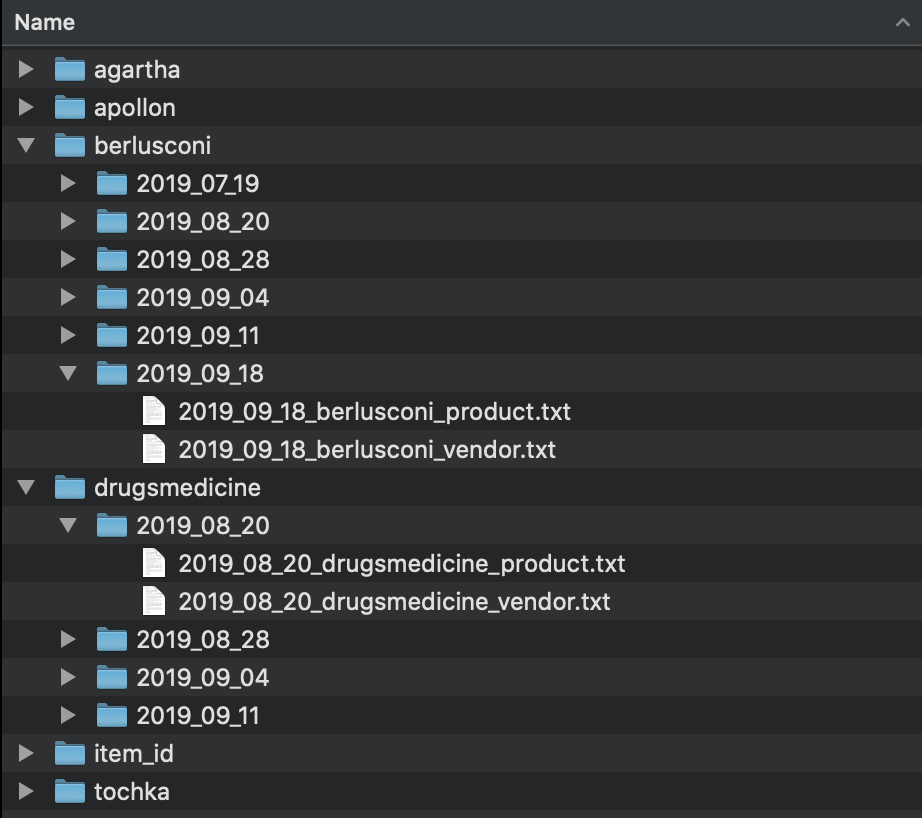 Name
agartha
apollon
berlusconi
2019_07_19
2019_08_20
2019_08_28
2019_09_04
2019_09_11
2019_09_18
2019_09_18_berlusconi_product.txt
2019_09_18_berlusconi_vendor.txt
drugsmedicine
2019_08_20
2019_08_20_drugsmedicine_product.txt
2019_08_20_drugsmedicine_vendor.txt
2019_08_28
2019_09_04
2019_09_11
item_id
tochka